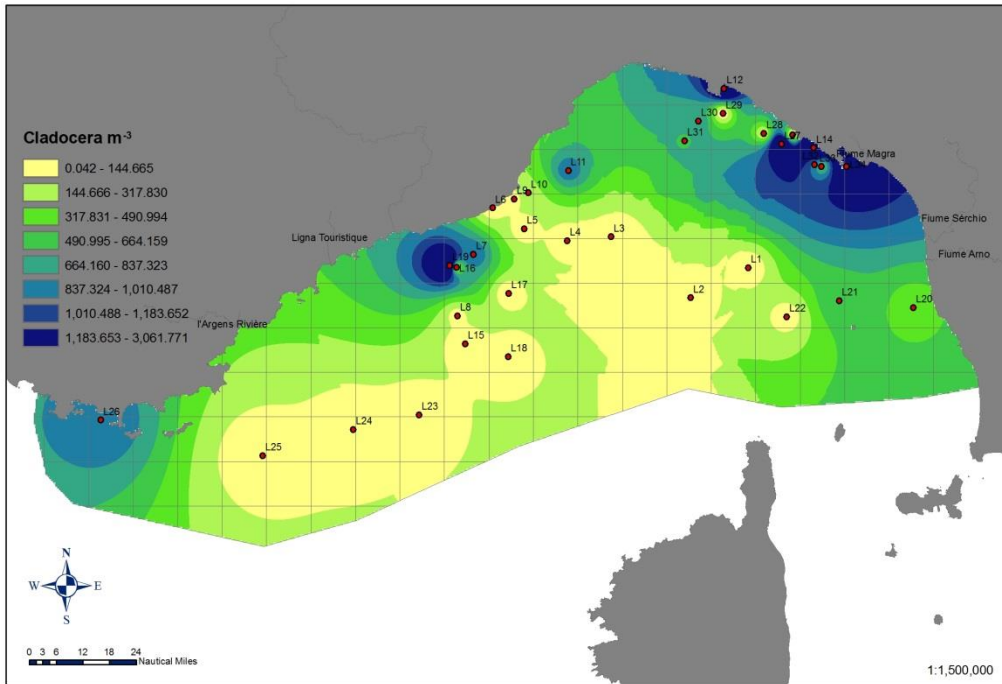 Cladocera m-3
0.042 - 144.665
144.666 - 317.830
317.831 - 490.994
490.995 - 664.159
664.160 - 837.323
837.324 - 1,010.487
1,010.488 - 1,183.652
1,183.653 - 3,061.771
L12
L29
L30
L31
L28
L14
Fiume Magra
L11
L10
L9
L6
L5
L4
L3
Fiume Sérchio
Ligna Touristique
Fiume Arno
L7
L19
L16
L1
L2
L17
L21
L20
L22
L8
l'Argens Rivière
L15
L18
L26
L23
L24
L25
N
W
E
S
0 3 6 12 18 24
Nautical Miles
1:1,500,000